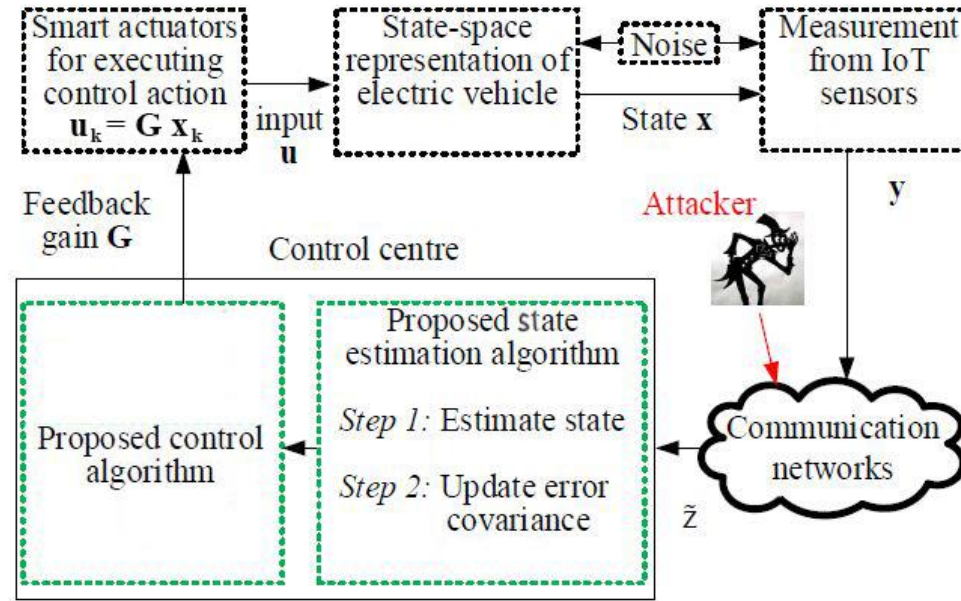 Smart actuators
for executing
control action
u_k = G x_k
input
u
State-space
representation of
electric vehicle
Noise
State x
Measurement
from IoT
sensors
y
Feedback
gain G
Attacker
Control centre
Proposed control
algorithm
Proposed state
estimation algorithm
Step 1: Estimate state
Step 2: Update error
covariance
Communication
networks
z̃